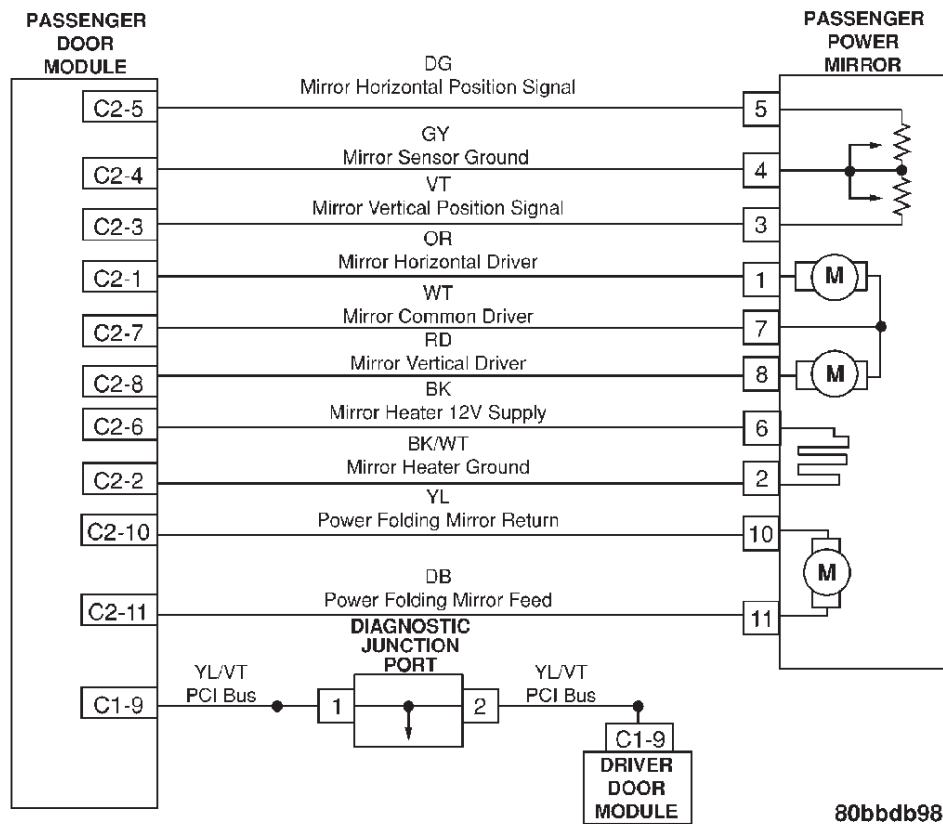 PASSENGER
DOOR
MODULE
PASSENGER
POWER
MIRROR
DG
C2-5
Mirror Horizontal Position Signal
5
GY
C2-4
Mirror Sensor Ground
4
VT
C2-3
Mirror Vertical Position Signal
3
OR
C2-1
Mirror Horizontal Driver
1
M
WT
C2-7
Mirror Common Driver
7
RD
C2-8
Mirror Vertical Driver
8
M
BK
C2-6
Mirror Heater 12V Supply
6
BK/WT
C2-2
Mirror Heater Ground
2
YL
C2-10
Power Folding Mirror Return
10
M
DB
C2-11
Power Folding Mirror Feed
11
DIAGNOSTIC
JUNCTION
PORT
C1-9
YL/VT
PCI Bus
1
2
YL/VT
PCI Bus
C1-9
DRIVER
DOOR
MODULE
80bbdb98